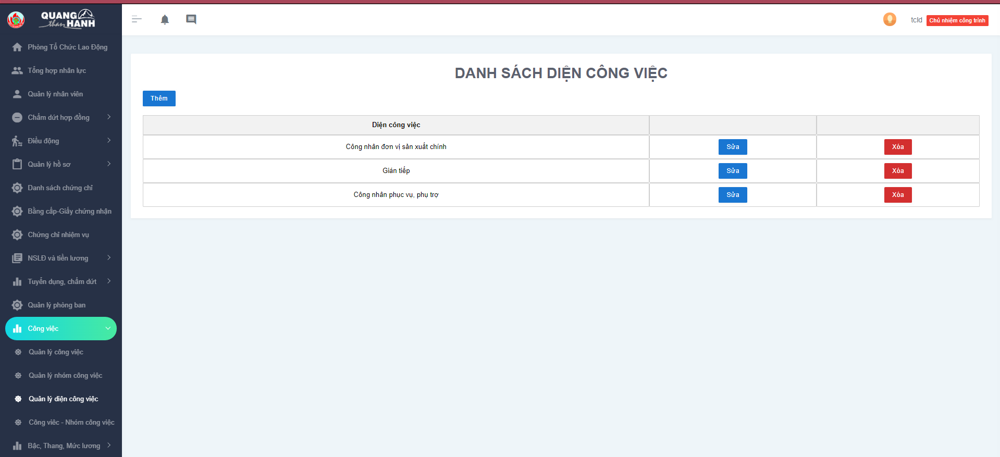 QUANG
than HANH
tcld Chủ nhiệm công trình
Phòng Tổ Chức Lao Động
Tổng hợp nhân lực
Quản lý nhân viên
Chấm dứt hợp đồng
Điều động
Quản lý hồ sơ
Danh sách chứng chỉ
Bằng cấp-Giấy chứng nhận
Chứng chỉ nhiệm vụ
NSLĐ và tiền lương
Tuyển dụng, chấm dứt
Quản lý phòng ban
Công việc
Quản lý công việc
Quản lý nhóm công việc
Quản lý diện công việc
Công viêc - Nhóm công việc
Bậc, Thang, Mức lương
DANH SÁCH DIỆN CÔNG VIỆC
Thêm
Diện công việc
Công nhân đơn vị sản xuất chính Sửa Xóa
Gián tiếp Sửa Xóa
Công nhân phục vụ, phụ trợ Sửa Xóa